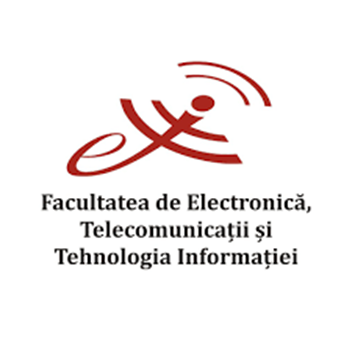 Facultatea de Electronică,
Telecomunicații și
Tehnologia Informației